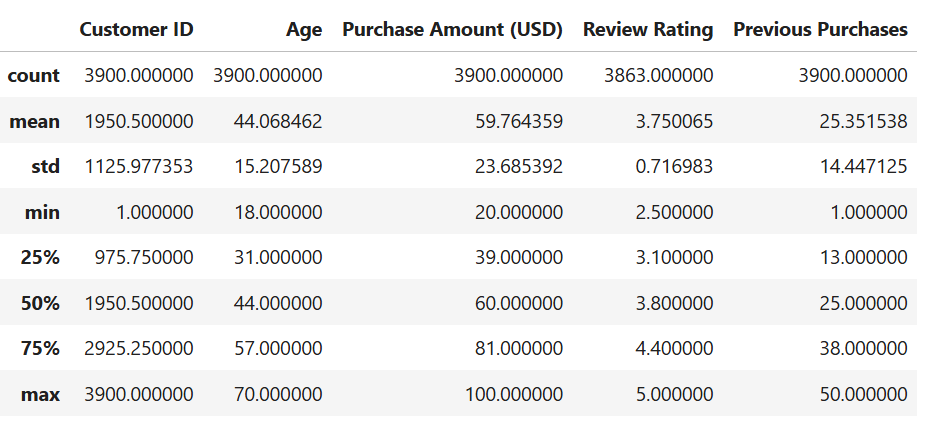 Customer ID Age Purchase Amount (USD) Review Rating Previous Purchases
count 3900.000000 3900.000000 3900.000000 3863.000000 3900.000000
mean 1950.500000 44.068462 59.764359 3.750065 25.351538
std 1125.977353 15.207589 23.685392 0.716983 14.447125
min 1.000000 18.000000 20.000000 2.500000 1.000000
25% 975.750000 31.000000 39.000000 3.100000 13.000000
50% 1950.500000 44.000000 60.000000 3.800000 25.000000
75% 2925.250000 57.000000 81.000000 4.400000 38.000000
max 3900.000000 70.000000 100.000000 5.000000 50.000000